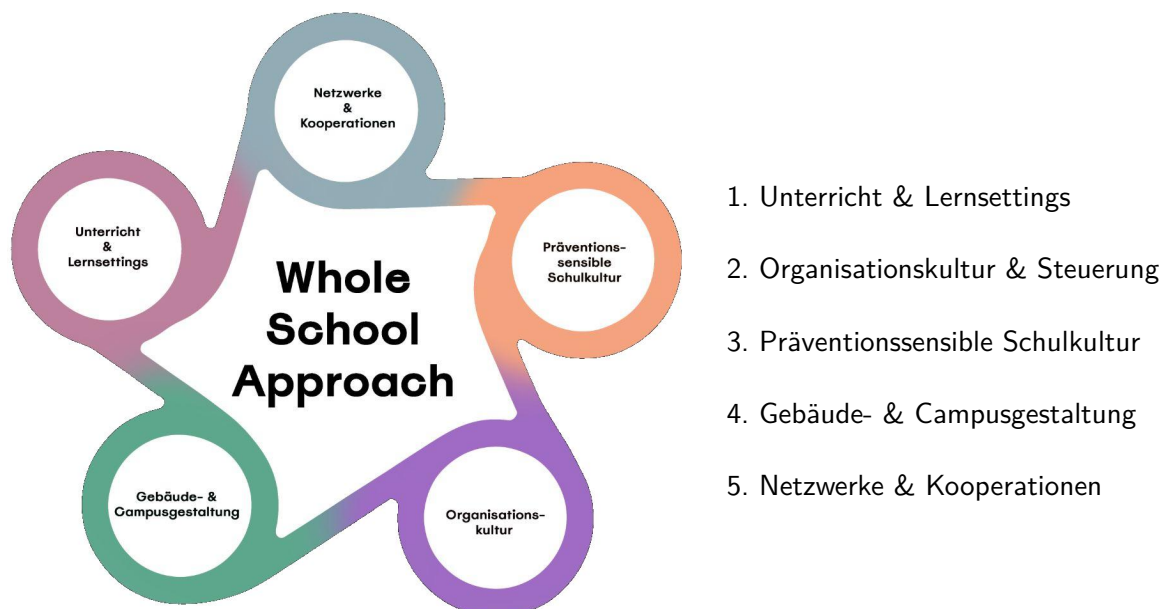 Netzwerke
&
Kooperationen
Unterricht
&
Lernsettings
Präventions-
sensible
Schulkultur
Whole
School
Approach
Gebäude- &
Campusgestaltung
Organisations-
kultur
1. Unterricht & Lernsettings
2. Organisationskultur & Steuerung
3. Präventionssensible Schulkultur
4. Gebäude- & Campusgestaltung
5. Netzwerke & Kooperationen